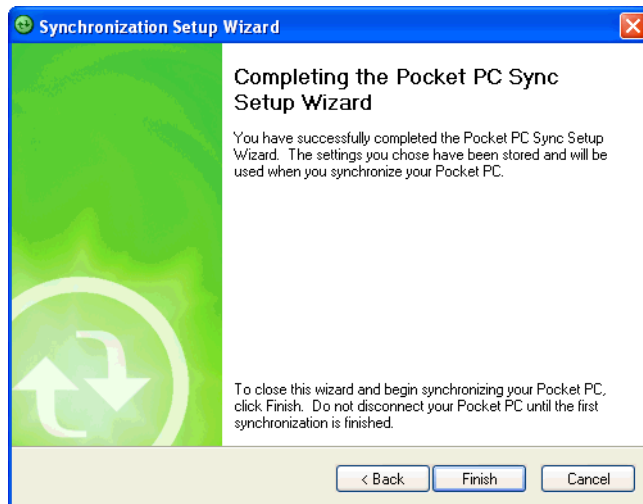 Synchronization Setup Wizard
Completing the Pocket PC Sync
Setup Wizard
You have successfully completed the Pocket PC Sync Setup
Wizard. The settings you chose have been stored and will be
used when you synchronize your Pocket PC.
To close this wizard and begin synchronizing your Pocket PC,
click Finish. Do not disconnect your Pocket PC until the first
synchronization is finished.
< Back Finish Cancel